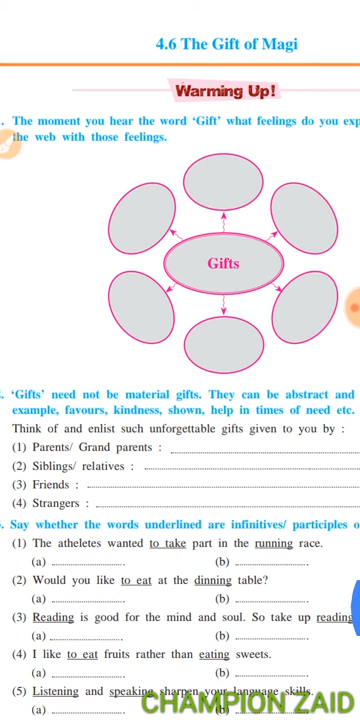 4.6 The Gift of Magi
Warming Up!
The moment you hear the word ‘Gift’ what feelings do you
the web with those feelings.
Gifts
‘Gifts’ need not be material gifts. They can be abstract and
example, favours, kindness, shown, help in times of need etc.
Think of and enlist such unforgettable gifts given to you by :
(1) Parents/ Grand parents :
(2) Siblings/ relatives :
(3) Friends :
(4) Strangers :
Say whether the words underlined are infinitives/ participles
(1) The atheletes wanted to take part in the running race.
(a) (b)
(2) Would you like to eat at the dinning table?
(a) (b)
(3) Reading is good for the mind and soul. So take up reading
(a) (b)
(4) I like to eat fruits rather than eating sweets.
(a) (b)
(5) Listening and speaking sharpen your language skills.
(a) (b)
CHAMPION ZAID